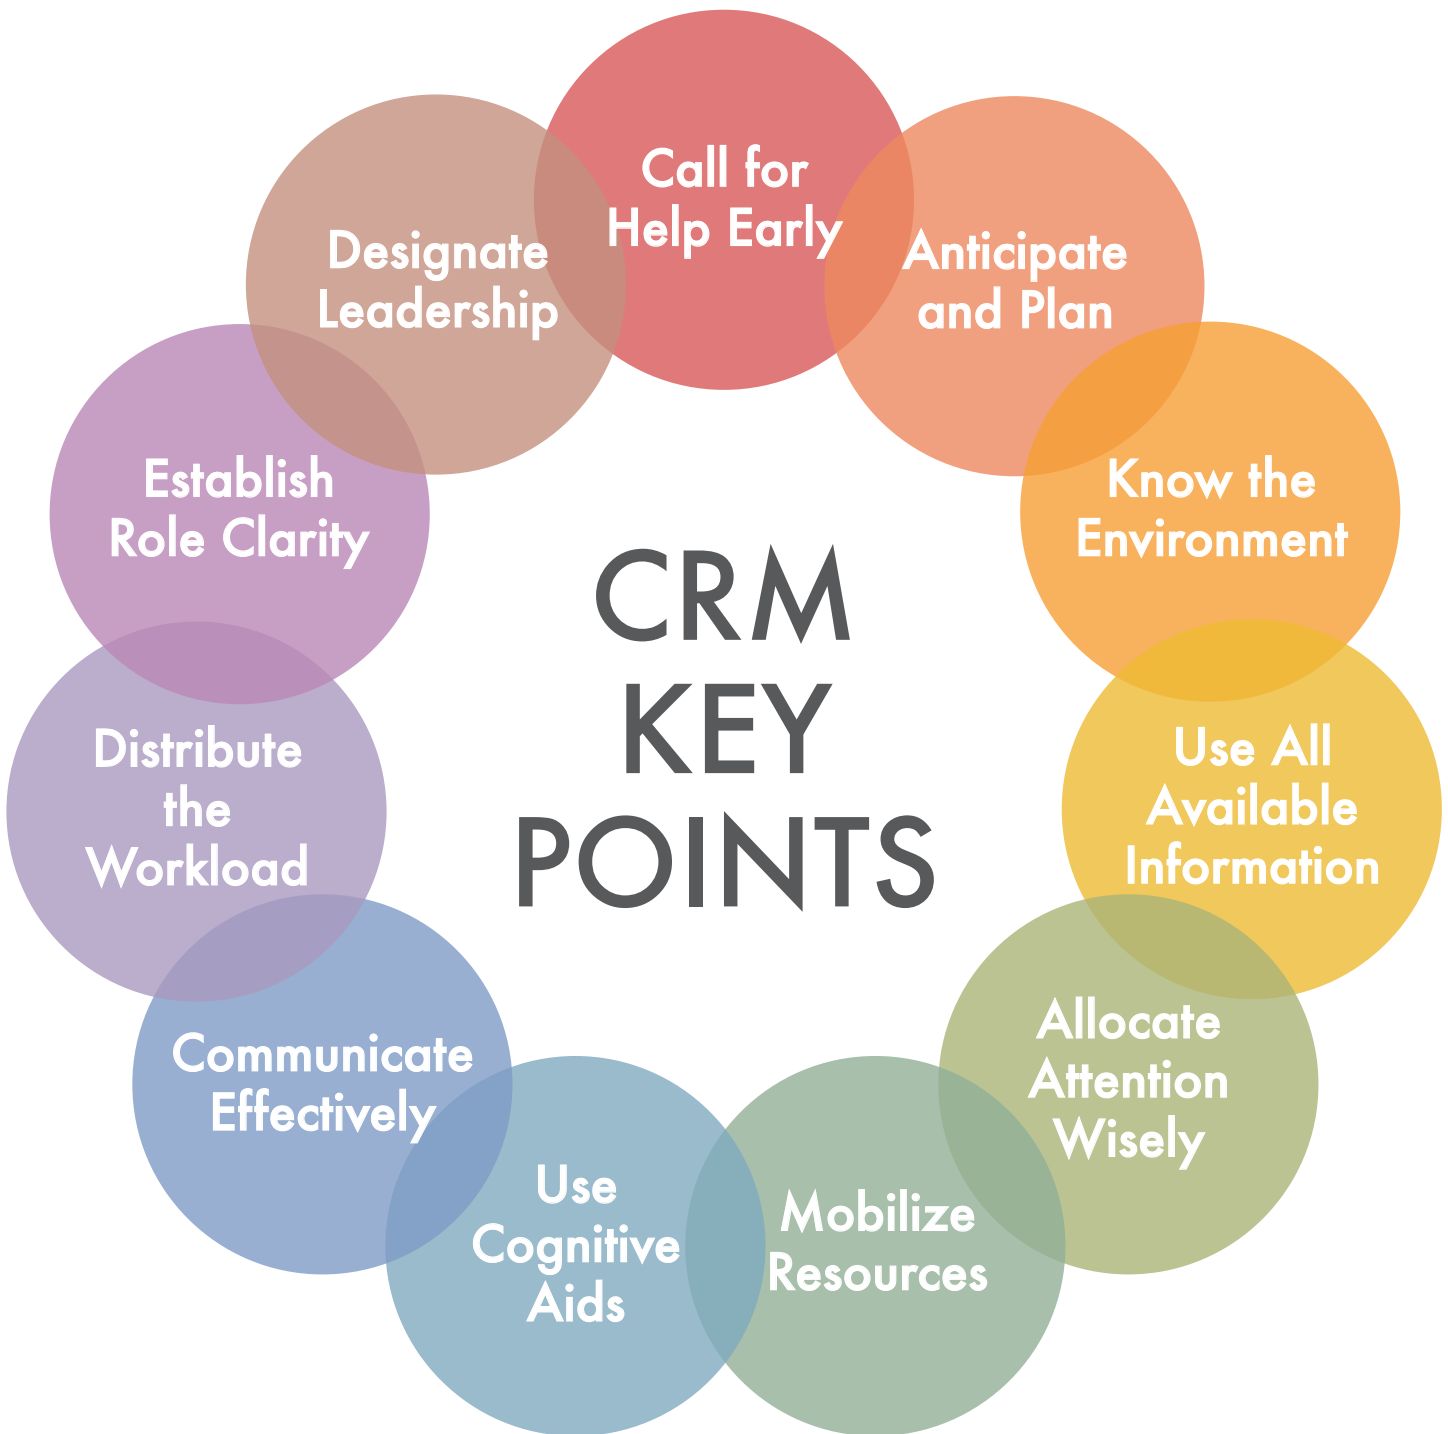 Call for
Help Early
Anticipate
and Plan
Know the
Environment
Use All
Available
Information
Allocate
Attention
Wisely
Mobilize
Resources
Use
Cognitive
Aids
Communicate
Effectively
Distribute
the
Workload
Establish
Role Clarity
Designate
Leadership
CRM
KEY
POINTS